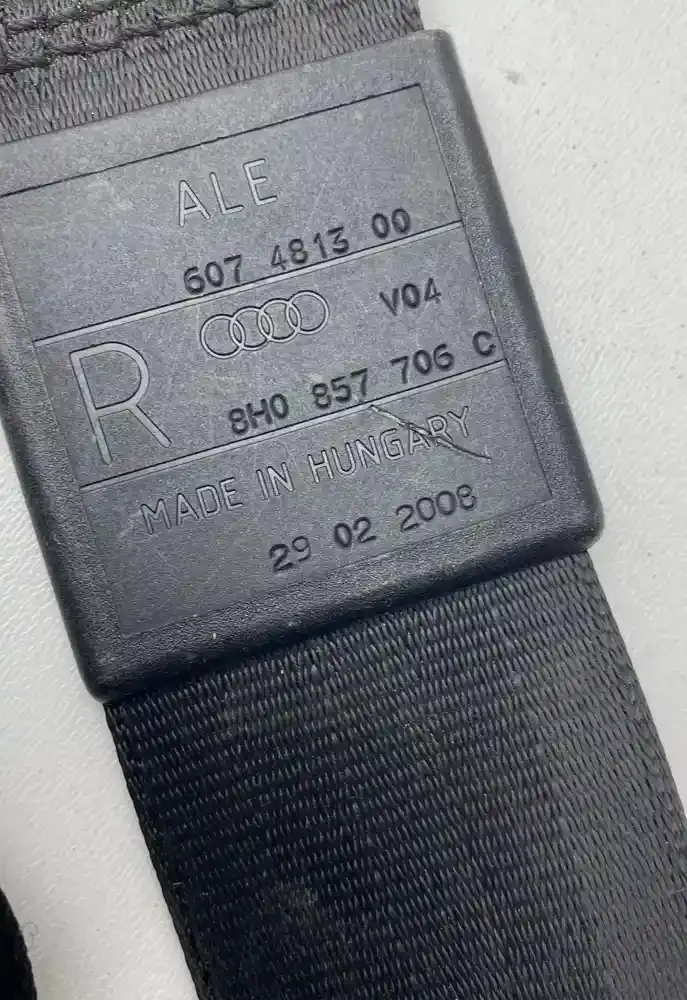 ALE
607 4813 00
V04
R
8H0 857 706 C
MADE IN HUNGARY
29 02 2008